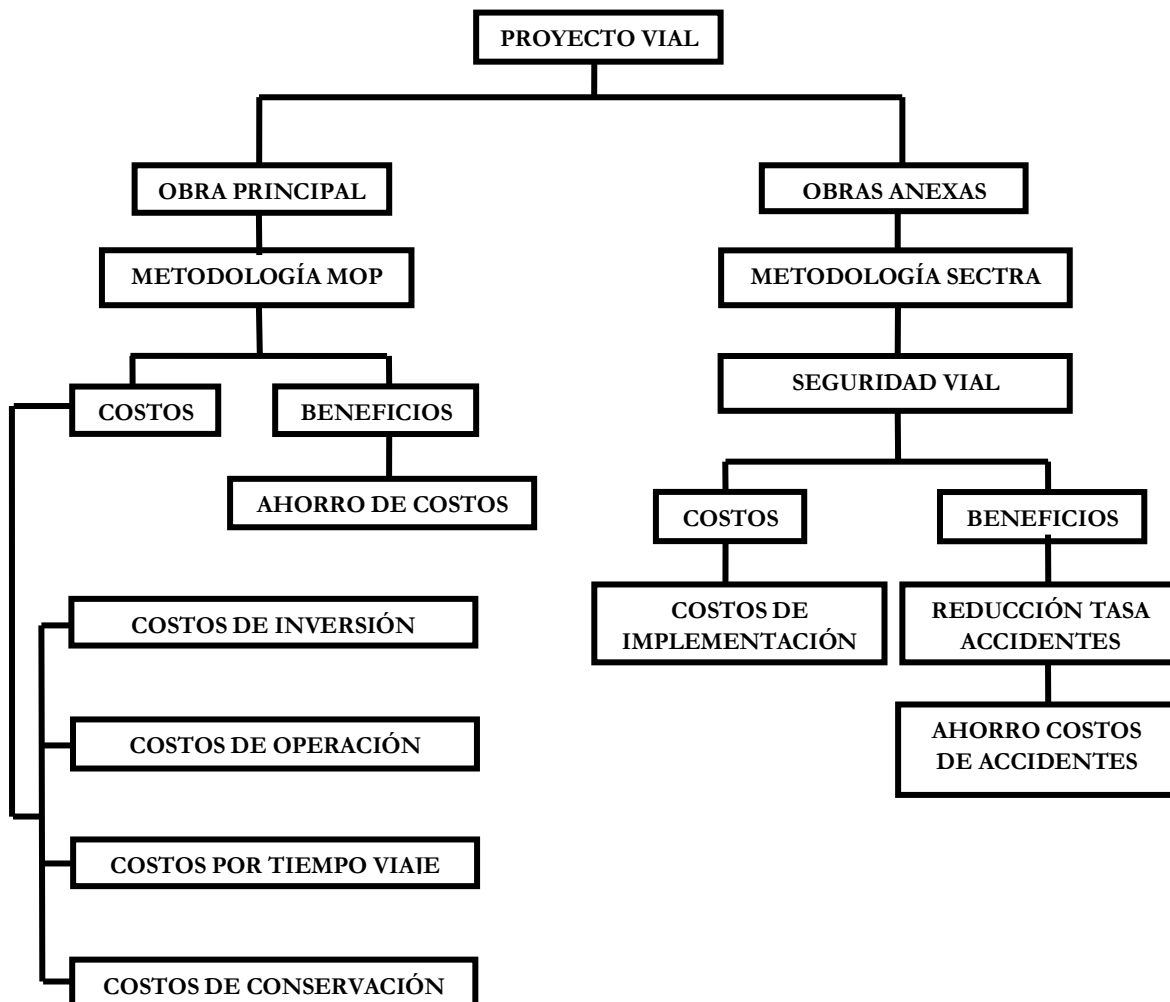 PROYECTO VIAL
OBRA PRINCIPAL
OBRAS ANEXAS
METODOLOGÍA MOP
METODOLOGÍA SECTRA
SEGURIDAD VIAL
COSTOS
BENEFICIOS
AHORRO DE COSTOS
COSTOS
BENEFICIOS
COSTOS DE
IMPLEMENTACIÓN
REDUCCIÓN TASA
ACCIDENTES
AHORRO COSTOS
DE ACCIDENTES
COSTOS DE INVERSIÓN
COSTOS DE OPERACIÓN
COSTOS POR TIEMPO VIAJE
COSTOS DE CONSERVACIÓN